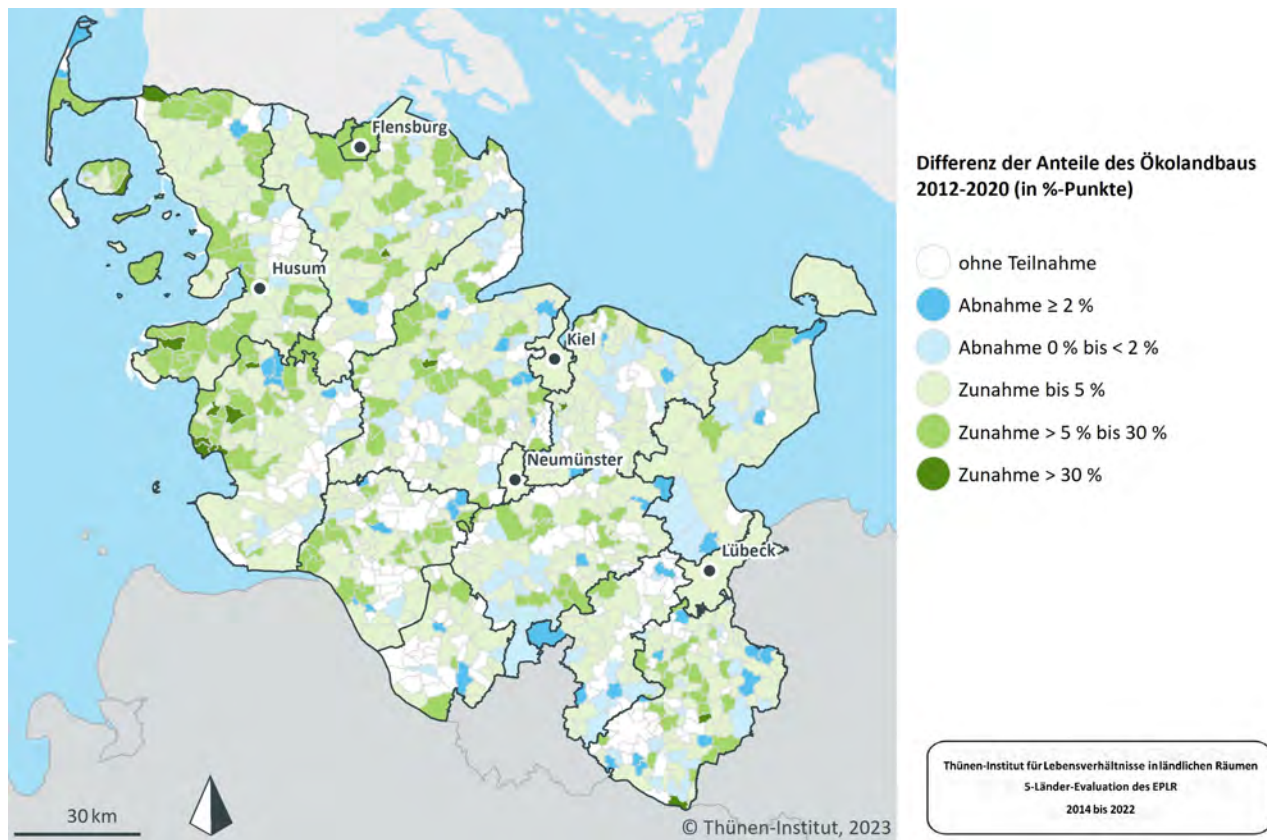 Flensburg
Husum
Kiel
Neumünster
Lübeck
30 km
© Thünen-Institut, 2023
Differenz der Anteile des Ökolandbaus
2012-2020 (in %-Punkte)
ohne Teilnahme
Abnahme ≥ 2 %
Abnahme 0 % bis < 2 %
Zunahme bis 5 %
Zunahme > 5 % bis 30 %
Zunahme > 30 %
Thünen-Institut für Lebensverhältnisse in ländlichen Räumen
5-Länder-Evaluation des EPLR
2014 bis 2022